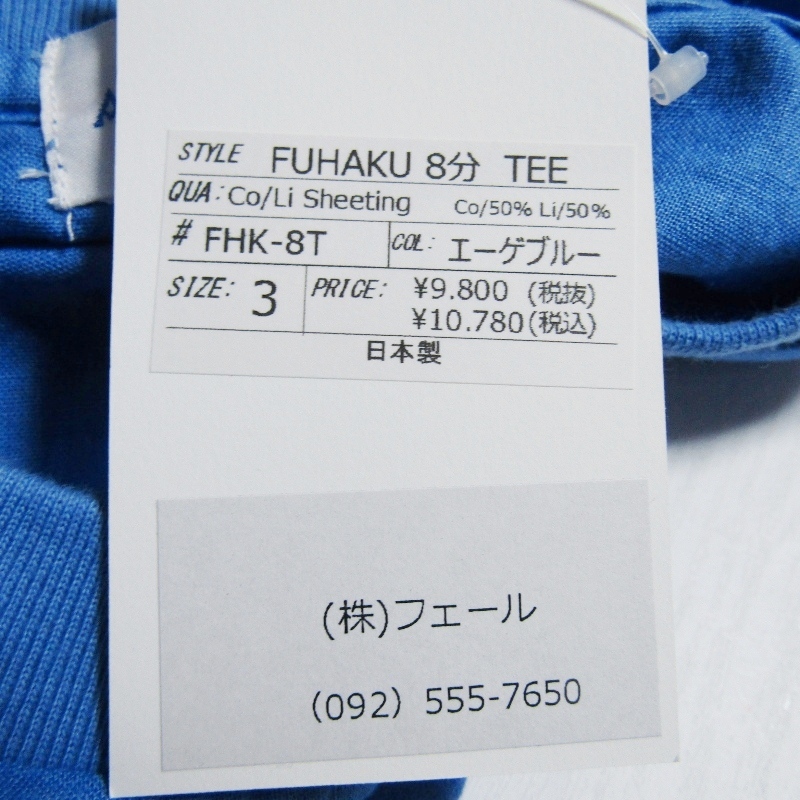 STYLE FUHAKU 8分 TEE
QUA: Co/Li Sheeting Co/50% Li/50%
# FHK-8T COL: エーゲブルー
SIZE: 3 PRICE: ¥9.800 (税抜)
¥10.780(税込)
日本製
(株)フェール
(092) 555-7650